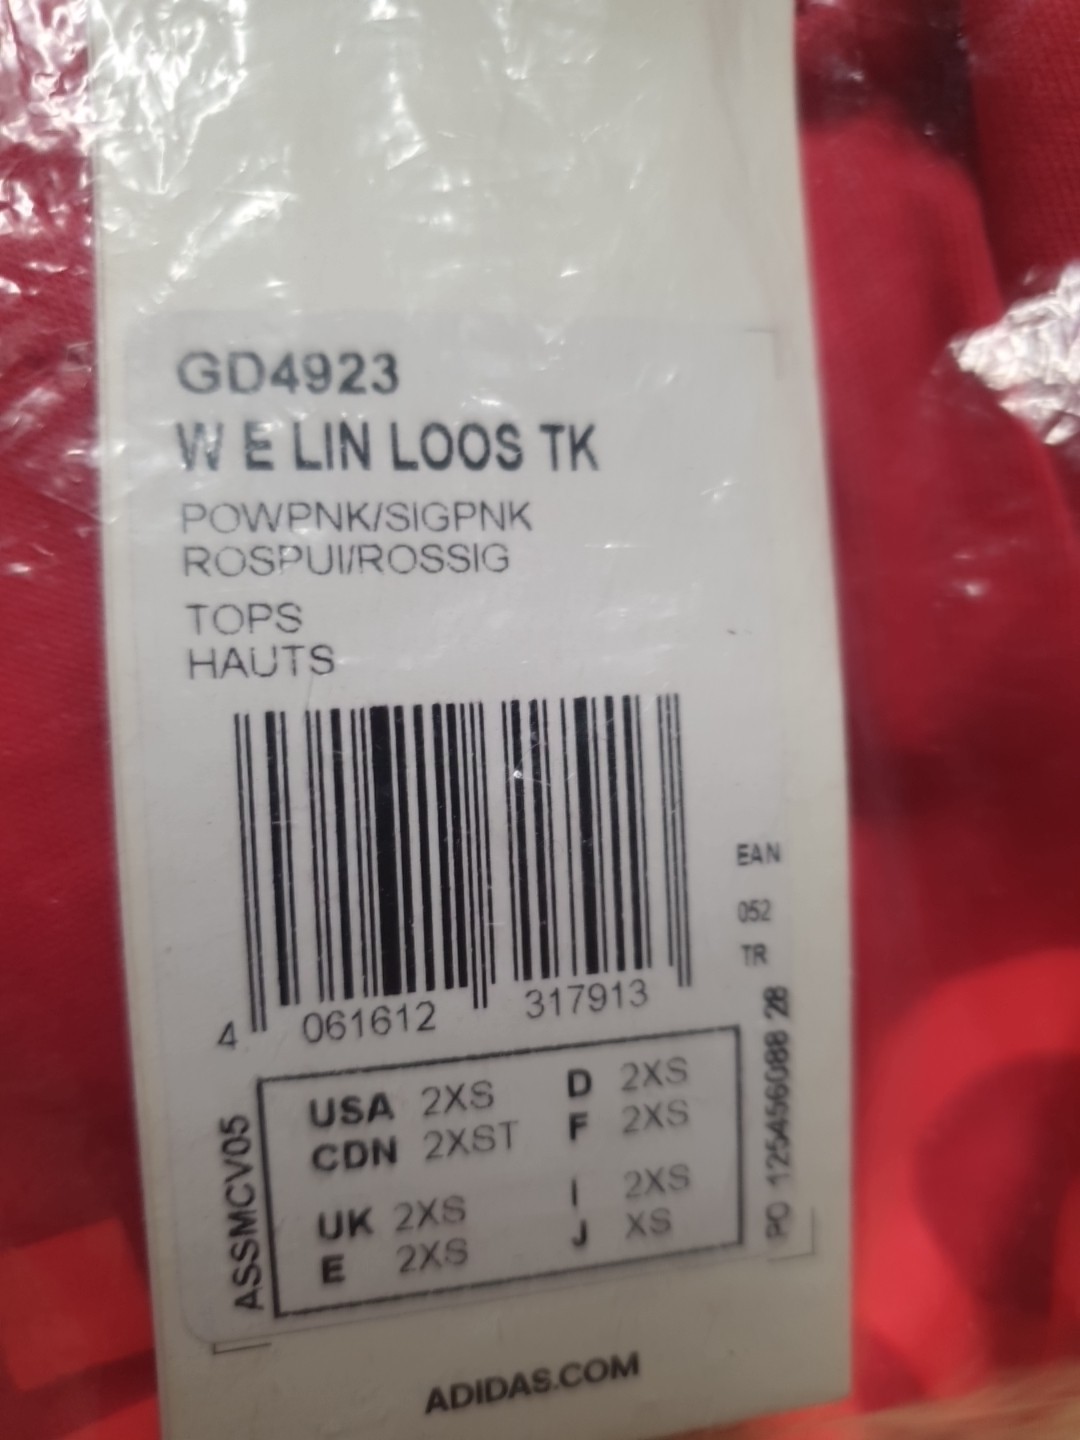 GD4923
W E LIN LOOS TK
POWPNK/SIGPNK
ROSPUI/ROSSIG
TOPS
HAUTS
EAN
052
TR
4 061612 317913
PO 125456088 28
ASSMCV05
USA 2XS D 2XS
CDN 2XST F 2XS
UK 2XS I 2XS
E 2XS J XS
ADIDAS.COM